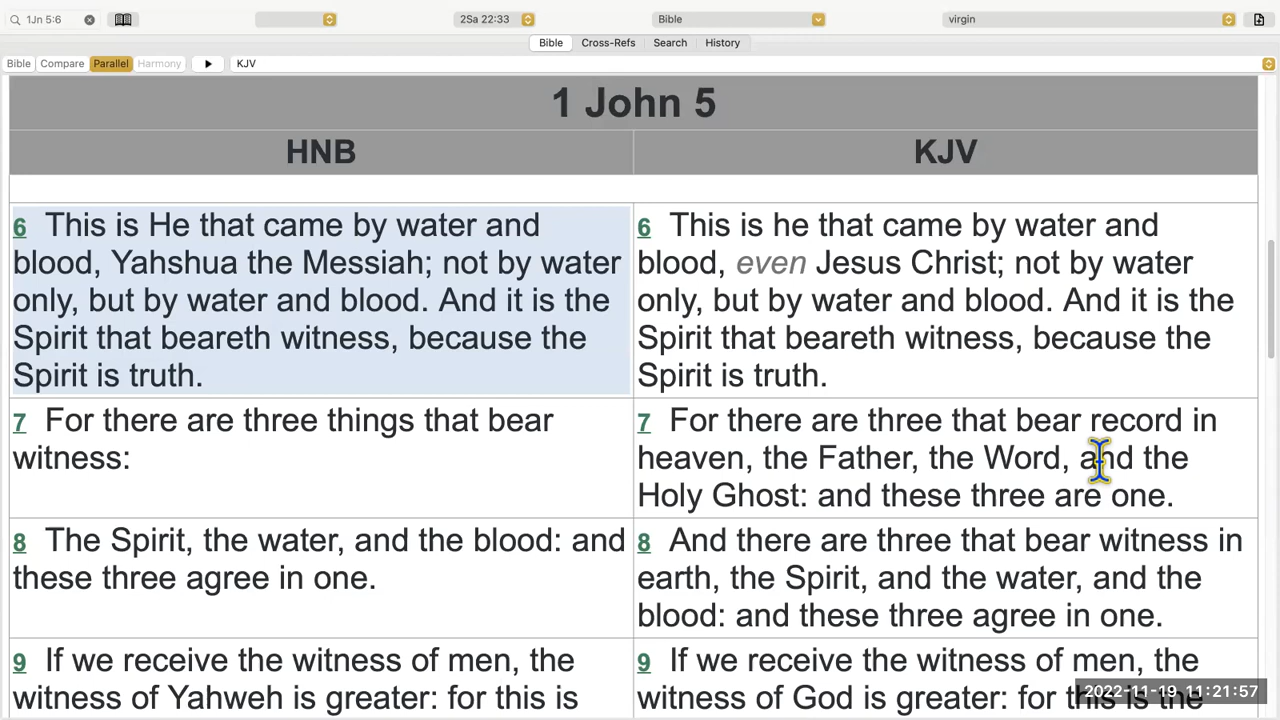 1Jn 5:6
2Sa 22:33
Bible
virgin
Bible Cross-Refs Search History
Bible Compare Parallel Harmony KJV
1 John 5
HNB
KJV
6 This is He that came by water and
blood, Yahshua the Messiah; not by water
only, but by water and blood. And it is the
Spirit that beareth witness, because the
Spirit is truth.
6 This is he that came by water and
blood, even Jesus Christ; not by water
only, but by water and blood. And it is the
Spirit that beareth witness, because the
Spirit is truth.
7 For there are three things that bear
witness:
7 For there are three that bear record in
heaven, the Father, the Word, and the
Holy Ghost: and these three are one.
8 The Spirit, the water, and the blood: and
these three agree in one.
8 And there are three that bear witness in
earth, the Spirit, and the water, and the
blood: and these three agree in one.
9 If we receive the witness of men, the
witness of Yahweh is greater: for this is
9 If we receive the witness of men, the
witness of God is greater: for this is the
2022-11-19 11:21:57